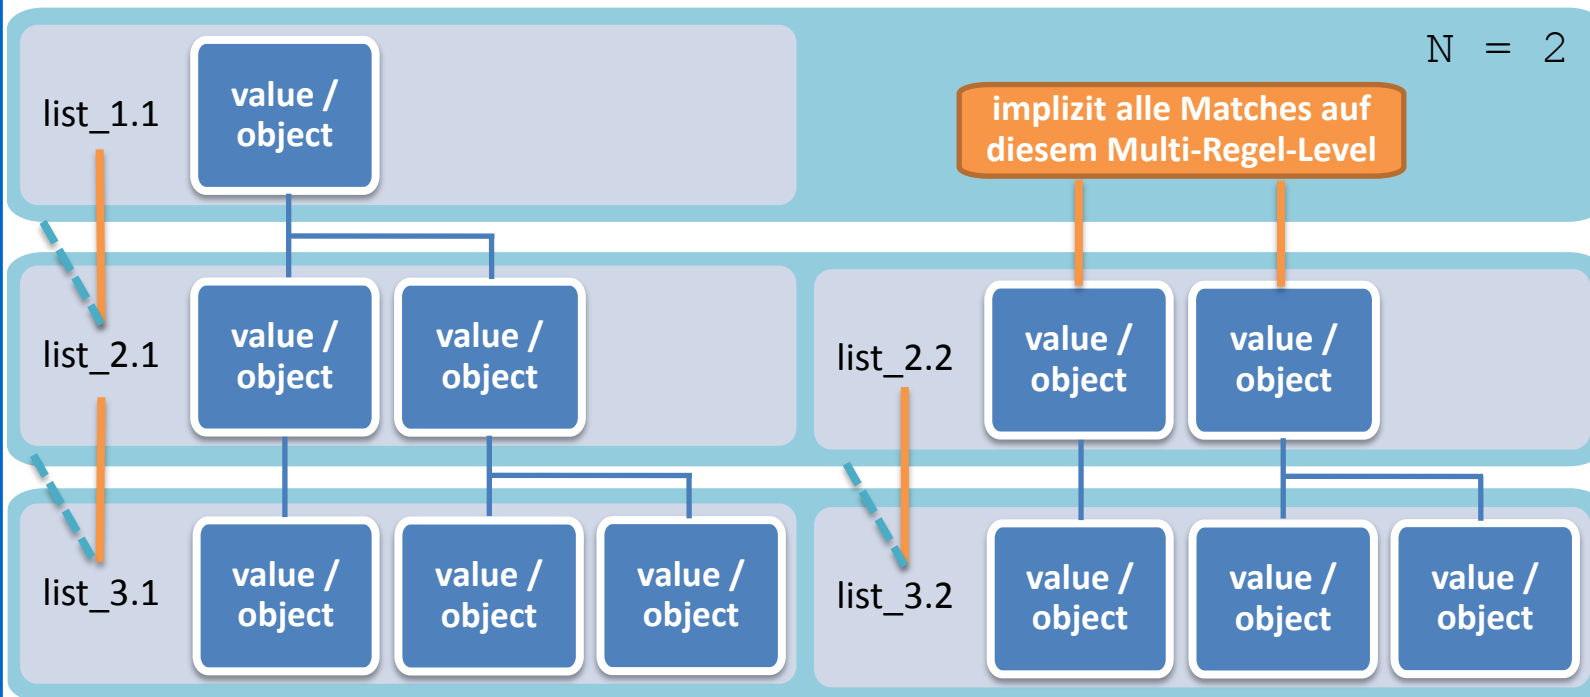 N = 2
list_1.1
value /
object
implizit alle Matches auf
diesem Multi-Regel-Level
list_2.1
value /
object
value /
object
list_2.2
value /
object
value /
object
list_3.1
value /
object
value /
object
value /
object
list_3.2
value /
object
value /
object
value /
object